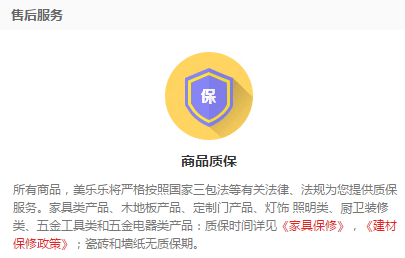 售后服务
保
商品质保
所有商品，美乐乐将严格按照国家三包法等有关法律、法规为您提供质保
服务。家具类产品、木地板产品、定制门产品、灯饰 照明类、厨卫装修
类、五金工具类和五金电器类产品：质保时间详见《家具保修》，《建材
保修政策》；瓷砖和墙纸无质保期。